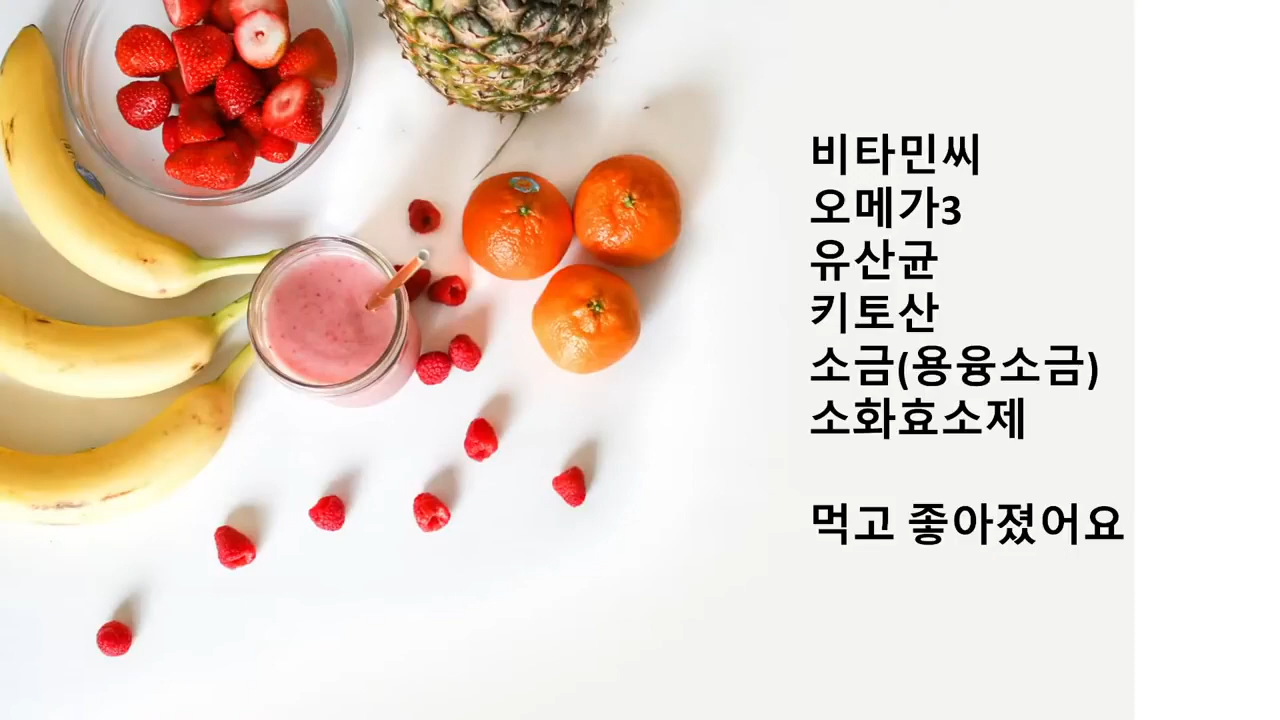 비타민씨
오메가3
유산균
키토산
소금(용융소금)
소화효소제
먹고 좋아졌어요